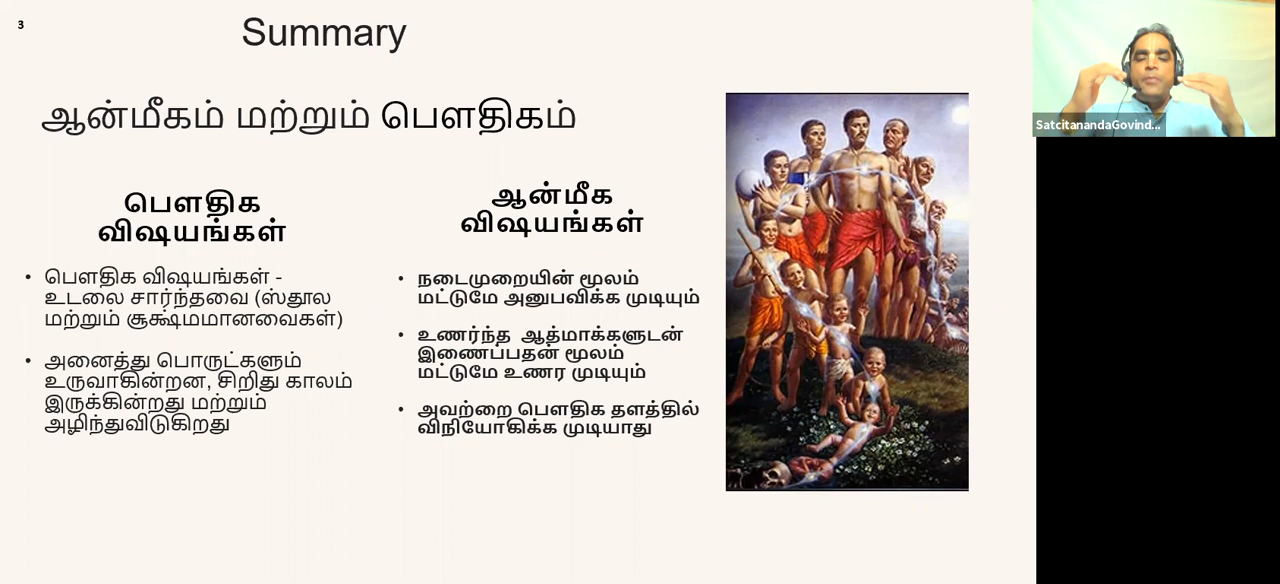 3
Summary
ஆன்மீகம் மற்றும் பௌதிகம்
பௌதிக
விஷயங்கள்
• பௌதிக விஷயங்கள் -
உடலை சார்ந்தவை (ஸ்தூல
மற்றும் சூக்ஷ்மமானவைகள்)
• அனைத்து பொருட்களும்
உருவாகின்றன, சிறிது காலம்
இருக்கின்றது மற்றும்
அழிந்துவிடுகிறது
ஆன்மீக
விஷயங்கள்
• நடைமுறையின் மூலம்
மட்டுமே அனுபவிக்க முடியும்
• உணர்ந்த ஆத்மாக்களுடன்
இணைப்பதன் மூலம்
மட்டுமே உணர முடியும்
• அவற்றை பௌதிக தளத்தில்
விநியோகிக்க முடியாது
SatcitanandaGovind...